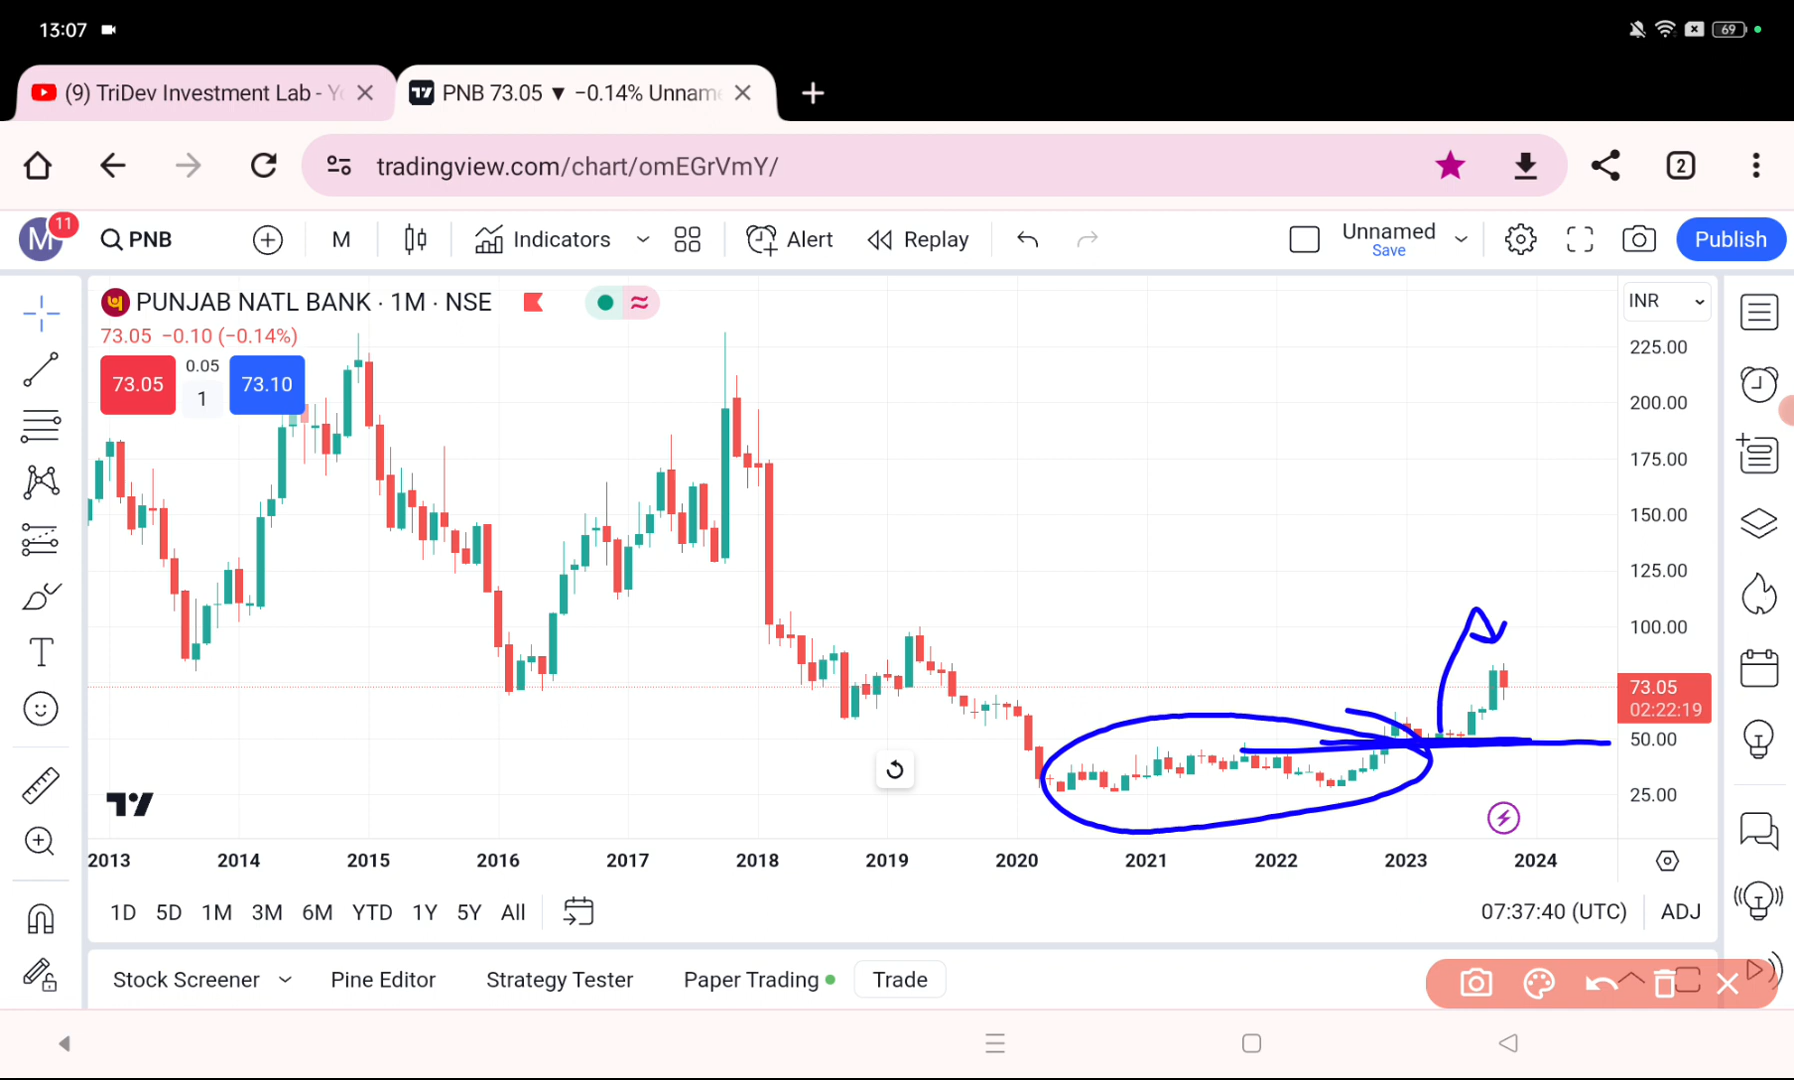 13:07
69
(9) TriDev Investment Lab - Yo
PNB 73.05 ▼ −0.14% Unname
tradingview.com/chart/omEGrVmY/
2
M
11
PNB
M
Indicators
Alert
Replay
Unnamed
Save
Publish
PUNJAB NATL BANK · 1M · NSE
INR
73.05 −0.10 (−0.14%)
73.05
0.05
1
73.10
225.00
200.00
175.00
150.00
125.00
100.00
73.05
02:22:19
50.00
25.00
2013 2014 2015 2016 2017 2018 2019 2020 2021 2022 2023 2024
1D 5D 1M 3M 6M YTD 1Y 5Y All
07:37:40 (UTC)
ADJ
Stock Screener
Pine Editor
Strategy Tester
Paper Trading
Trade